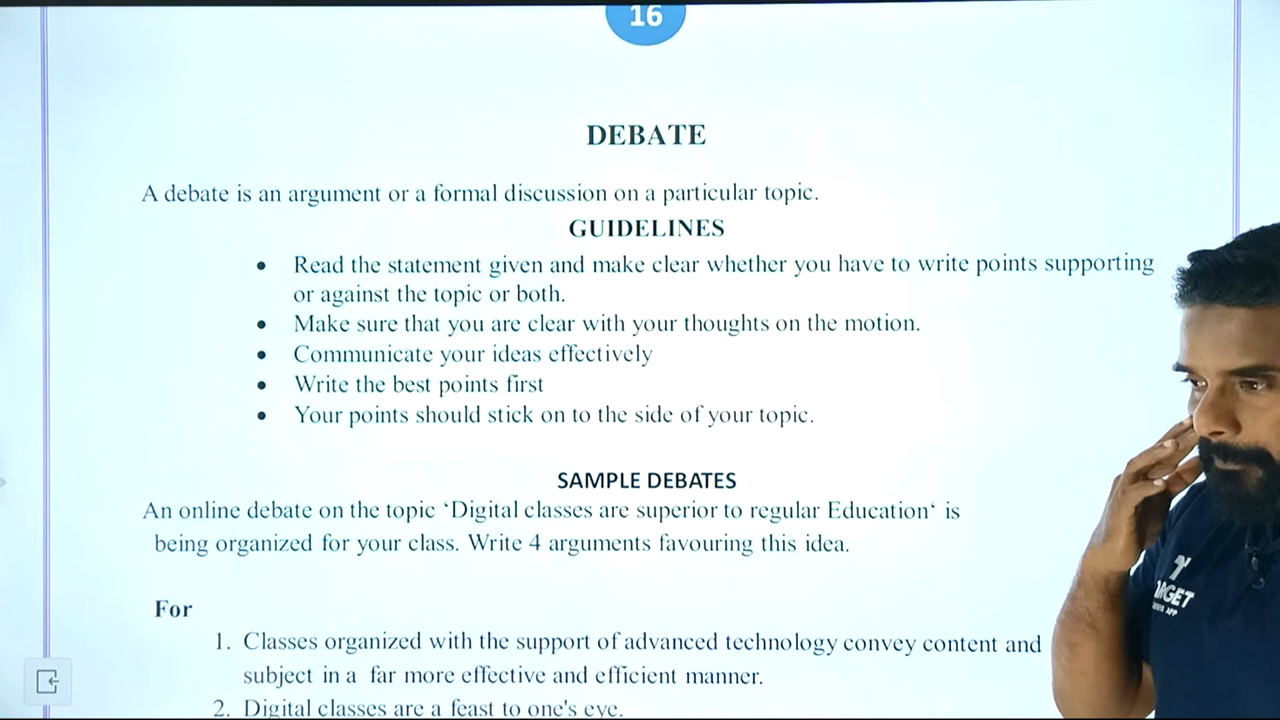 16
DEBATE
A debate is an argument or a formal discussion on a particular topic.
GUIDELINES
• Read the statement given and make clear whether you have to write points supporting
or against the topic or both.
• Make sure that you are clear with your thoughts on the motion.
• Communicate your ideas effectively
• Write the best points first
• Your points should stick on to the side of your topic.
SAMPLE DEBATES
An online debate on the topic ‘Digital classes are superior to regular Education‘ is
being organized for your class. Write 4 arguments favouring this idea.
For
1. Classes organized with the support of advanced technology convey content and
subject in a far more effective and efficient manner.
2. Digital classes are a feast to one's eye.